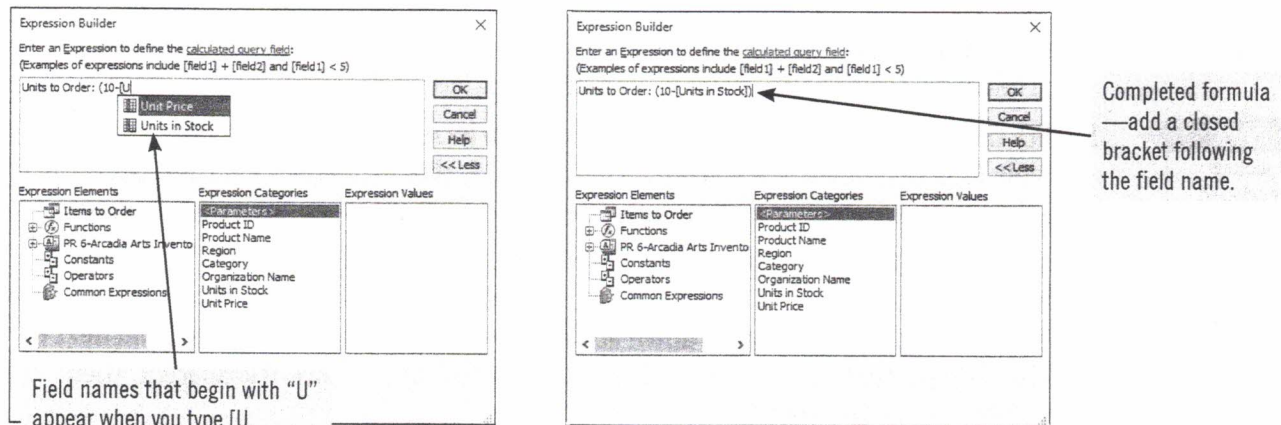 Expression Builder
Enter an Expression to define the calculated query field:
(Examples of expressions include [field1] + [field2] and [field1] < 5)
Units to Order: (10-[U
Unit Price
Units in Stock
OK
Cancel
Help
<< Less
Expression Elements
Expression Categories
Expression Values
Items to Order
Functions
PR 6-Arcadia Arts Invento
Constants
Operators
Common Expressions
<Parameters>
Product ID
Product Name
Region
Category
Organization Name
Units in Stock
Unit Price
Field names that begin with “U”
appear when you type [U
Expression Builder
Enter an Expression to define the calculated query field:
(Examples of expressions include [field1] + [field2] and [field1] < 5)
Units to Order: (10-[Units in Stock])
OK
Cancel
Help
<< Less
Expression Elements
Expression Categories
Expression Values
Items to Order
Functions
PR 6-Arcadia Arts Invento
Constants
Operators
Common Expressions
<Parameters>
Product ID
Product Name
Region
Category
Organization Name
Units in Stock
Unit Price
Completed formula
—add a closed
bracket following
the field name.